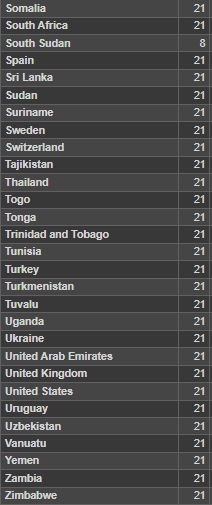 Somalia 21
South Africa 21
South Sudan 8
Spain 21
Sri Lanka 21
Sudan 21
Suriname 21
Sweden 21
Switzerland 21
Tajikistan 21
Thailand 21
Togo 21
Tonga 21
Trinidad and Tobago 21
Tunisia 21
Turkey 21
Turkmenistan 21
Tuvalu 21
Uganda 21
Ukraine 21
United Arab Emirates 21
United Kingdom 21
United States 21
Uruguay 21
Uzbekistan 21
Vanuatu 21
Yemen 21
Zambia 21
Zimbabwe 21